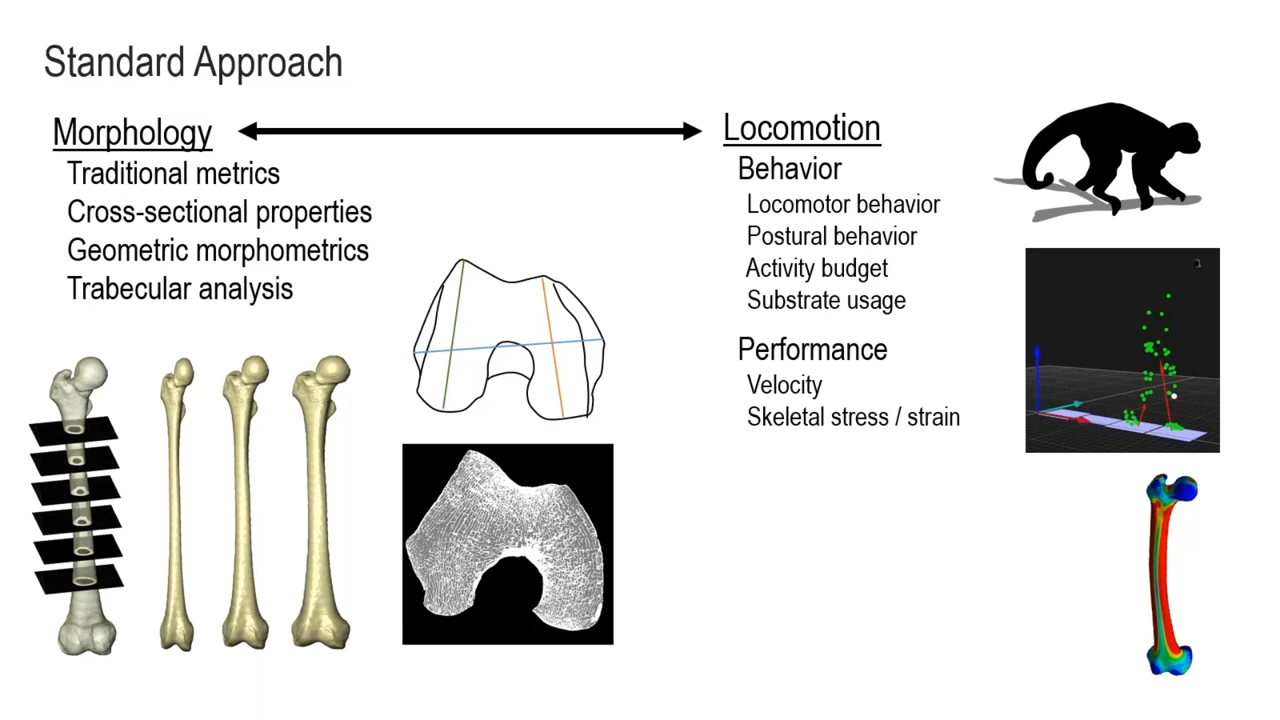 Standard Approach
Morphology
Traditional metrics
Cross-sectional properties
Geometric morphometrics
Trabecular analysis
Locomotion
Behavior
Locomotor behavior
Postural behavior
Activity budget
Substrate usage
Performance
Velocity
Skeletal stress / strain